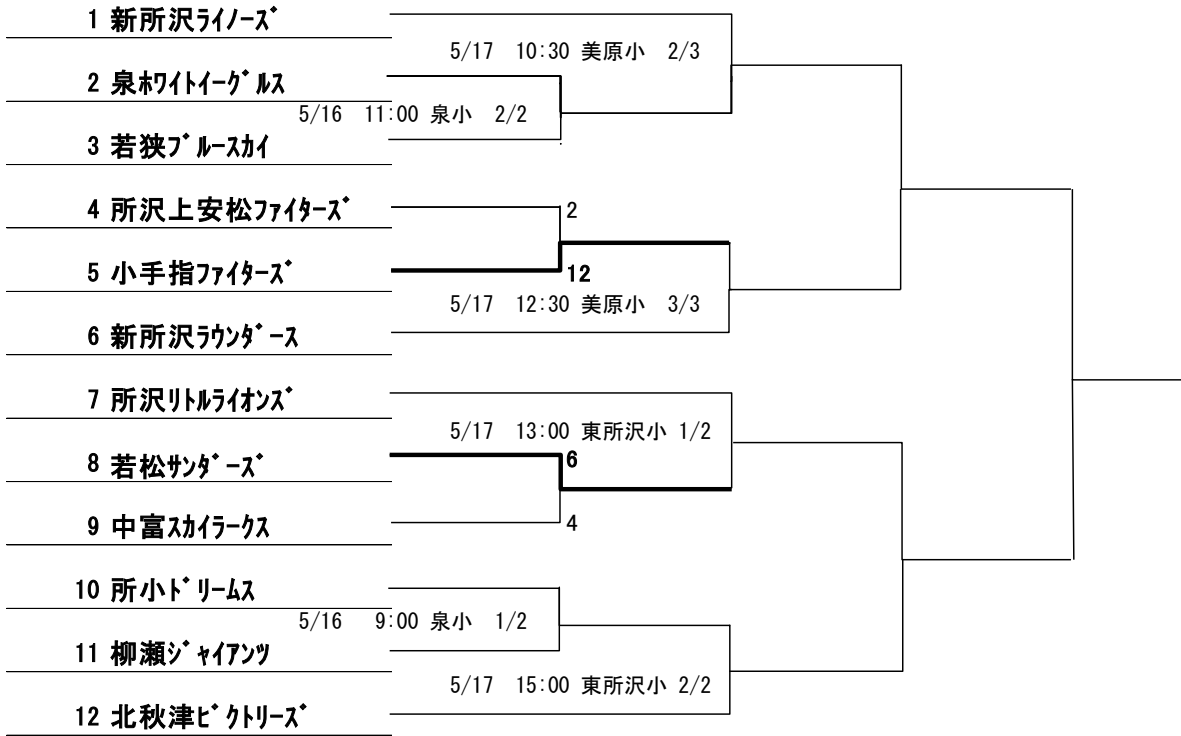 1 新所沢ﾗｲﾉｰｽﾞ
5/17 10:30 美原小 2/3
2 泉ﾎﾜｲﾄｲｰｸﾞﾙｽ
5/16 11:00 泉小 2/2
3 若狭ﾌﾞﾙｰｽｶｲ
4 所沢上安松ﾌｧｲﾀｰｽﾞ
2
5 小手指ﾌｧｲﾀｰｽﾞ
12
5/17 12:30 美原小 3/3
6 新所沢ﾗｳﾝﾀﾞｰｽ
7 所沢ﾘﾄﾙﾗｲｵﾝｽﾞ
5/17 13:00 東所沢小 1/2
8 若松ｻﾝﾀﾞｰｽﾞ
6
9 中富ｽｶｲﾗｰｸｽ
4
10 所小ﾄﾞﾘｰﾑｽ
5/16 9:00 泉小 1/2
11 柳瀬ｼﾞｬｲｱﾝﾂ
5/17 15:00 東所沢小 2/2
12 北秋津ﾋﾞｸﾄﾘｰｽﾞ